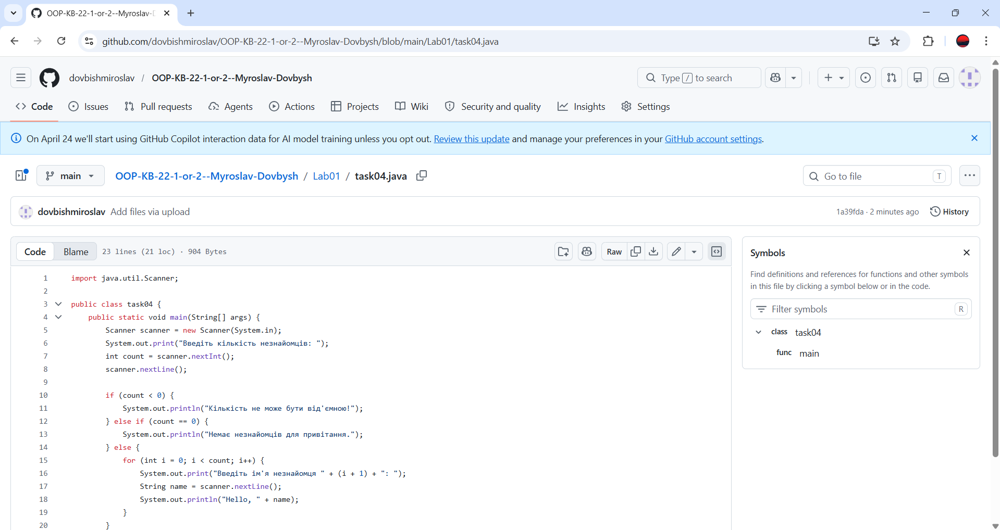 OOP-KB-22-1-or-2--Myroslav-D
github.com/dovbishmiroslav/OOP-KB-22-1-or-2--Myroslav-Dovbysh/blob/main/Lab01/task04.java
dovbishmiroslav / OOP-KB-22-1-or-2--Myroslav-Dovbysh
Type / to search
Code Issues Pull requests Agents Actions Projects Wiki Security and quality Insights Settings
On April 24 we'll start using GitHub Copilot interaction data for AI model training unless you opt out. Review this update and manage your preferences in your GitHub account settings.
main OOP-KB-22-1-or-2--Myroslav-Dovbysh / Lab01 / task04.java
Go to file T
dovbishmiroslav Add files via upload
1a39fda · 2 minutes ago History
Code Blame 23 lines (21 loc) · 904 Bytes
Raw
1 import java.util.Scanner;
2
3 public class task04 {
4 public static void main(String[] args) {
5 Scanner scanner = new Scanner(System.in);
6 System.out.print("Введіть кількість незнайомців: ");
7 int count = scanner.nextInt();
8 scanner.nextLine();
9
10 if (count < 0) {
11 System.out.println("Кількість не може бути від'ємною!");
12 } else if (count == 0) {
13 System.out.println("Немає незнайомців для привітання.");
14 } else {
15 for (int i = 0; i < count; i++) {
16 System.out.print("Введіть ім'я незнайомця " + (i + 1) + ": ");
17 String name = scanner.nextLine();
18 System.out.println("Hello, " + name);
19 }
20 }
Symbols
Find definitions and references for functions and other symbols
in this file by clicking a symbol below or in the code.
Filter symbols R
class task04
func main